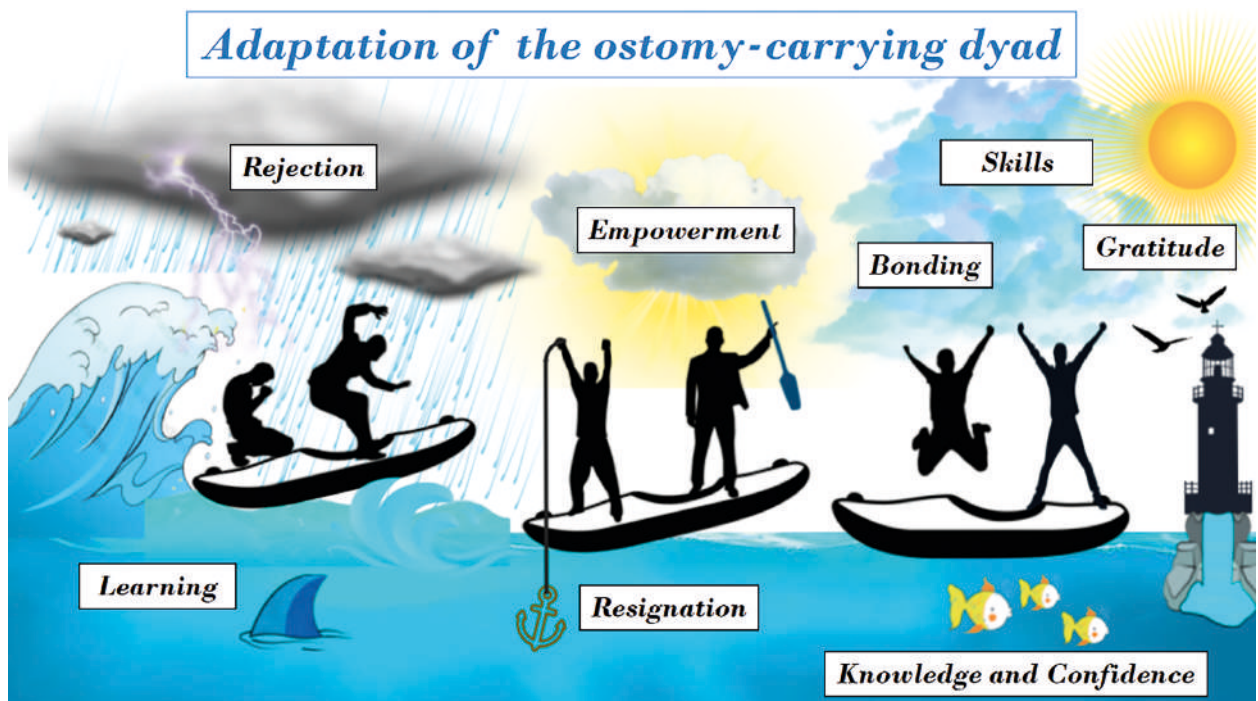 Adaptation of the ostomy-carrying dyad
Rejection
Empowerment
Skills
Bonding
Gratitude
Learning
Resignation
Knowledge and Confidence